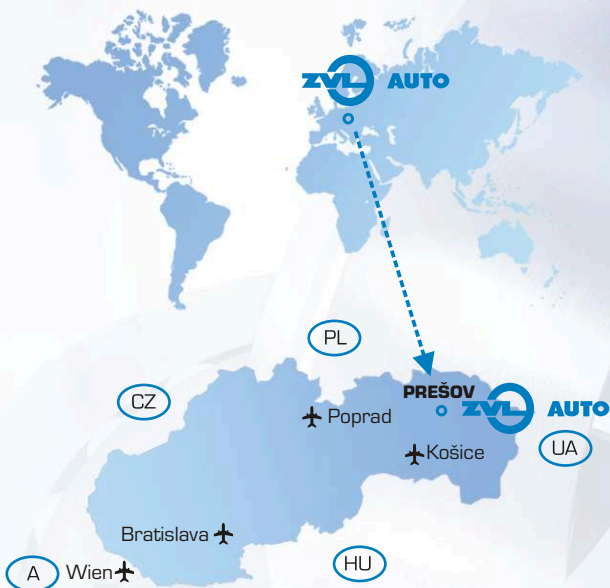 ZVL AUTO
PL
PREŠOV
ZVL AUTO
CZ
Poprad
UA
Košice
Bratislava
HU
A
Wien